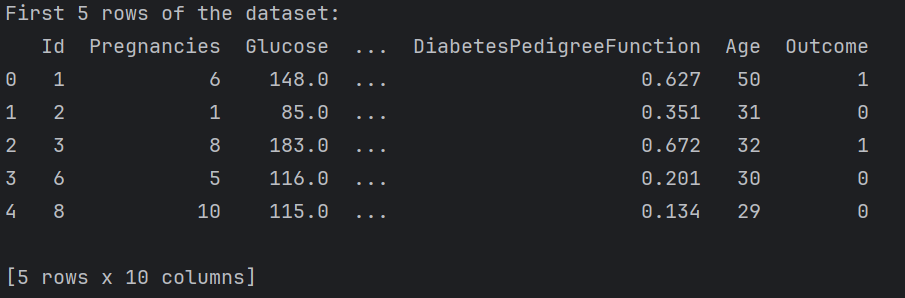 First 5 rows of the dataset:
   Id  Pregnancies  Glucose  ...  DiabetesPedigreeFunction  Age  Outcome
0   1            6    148.0  ...                     0.627   50        1
1   2            1     85.0  ...                     0.351   31        0
2   3            8    183.0  ...                     0.672   32        1
3   6            5    116.0  ...                     0.201   30        0
4   8           10    115.0  ...                     0.134   29        0
[5 rows x 10 columns]